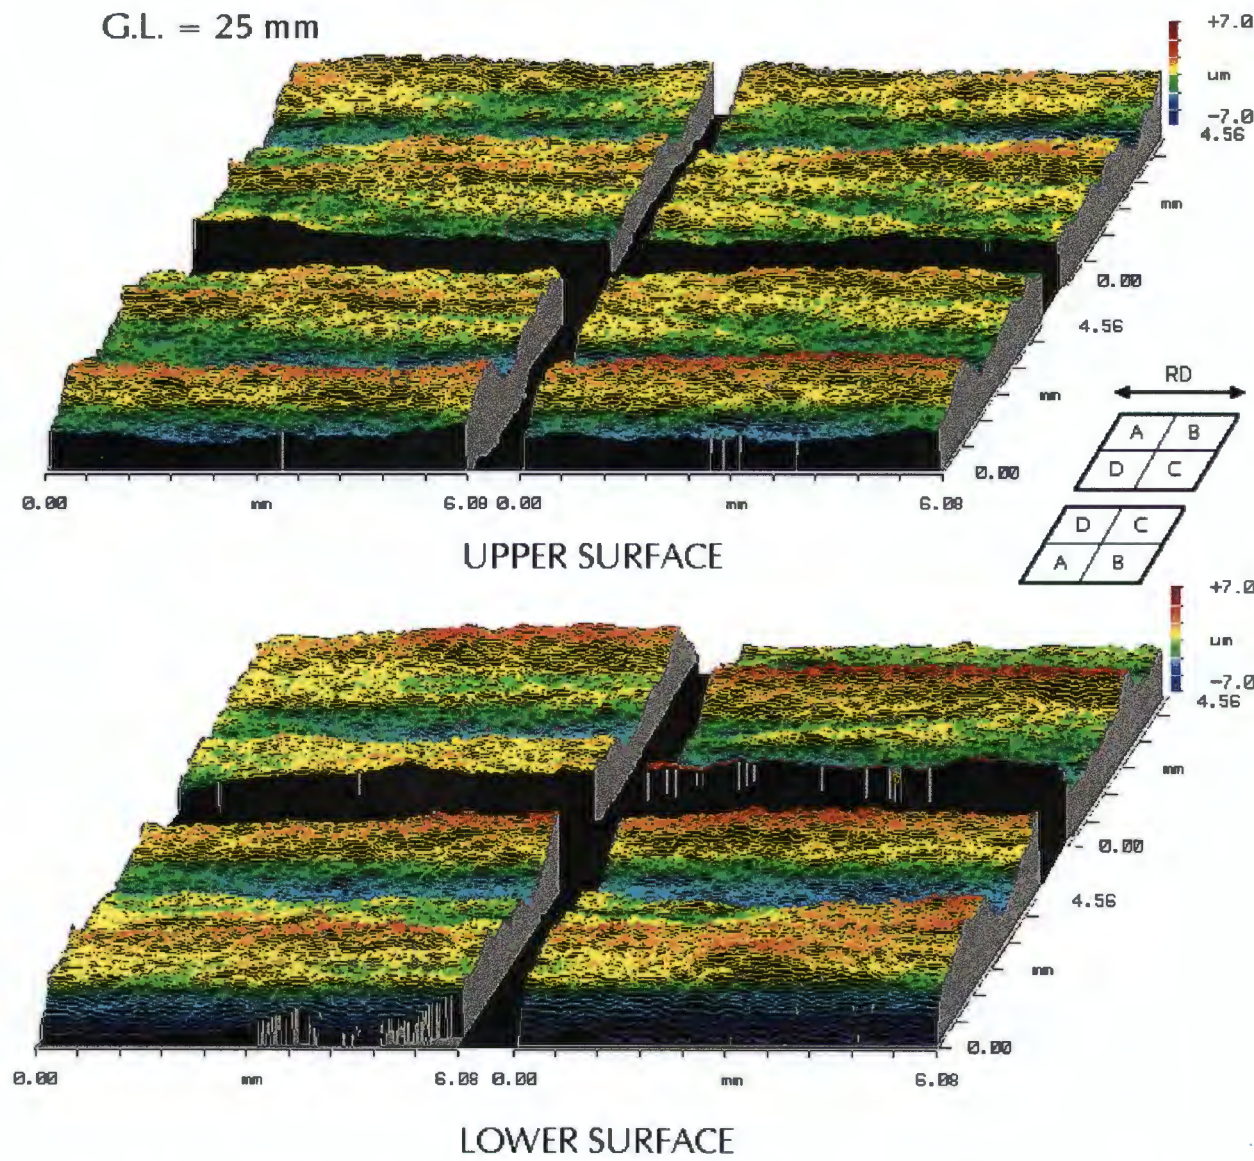 G.L. = 25 mm
+7.0
um
-7.0
4.56
mm
0.00
4.56
mm
0.00
0.00 mm 6.08 0.00 mm 6.08
RD
A B
D C
D C
A B
UPPER SURFACE
+7.0
um
-7.0
4.56
mm
0.00
4.56
mm
0.00
0.00 mm 6.08 0.00 mm 6.08
LOWER SURFACE